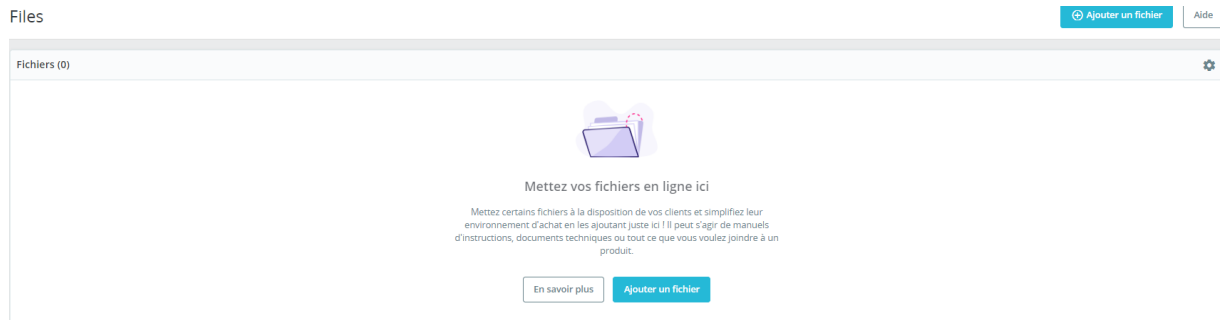 Files
Ajouter un fichier
Aide
Fichiers (0)
Mettez vos fichiers en ligne ici
Mettez certains fichiers à la disposition de vos clients et simplifiez leur
environnement d'achat en les ajoutant juste ici ! Il peut s'agir de manuels
d'instructions, documents techniques ou tout ce que vous voulez joindre à un
produit.
En savoir plus
Ajouter un fichier